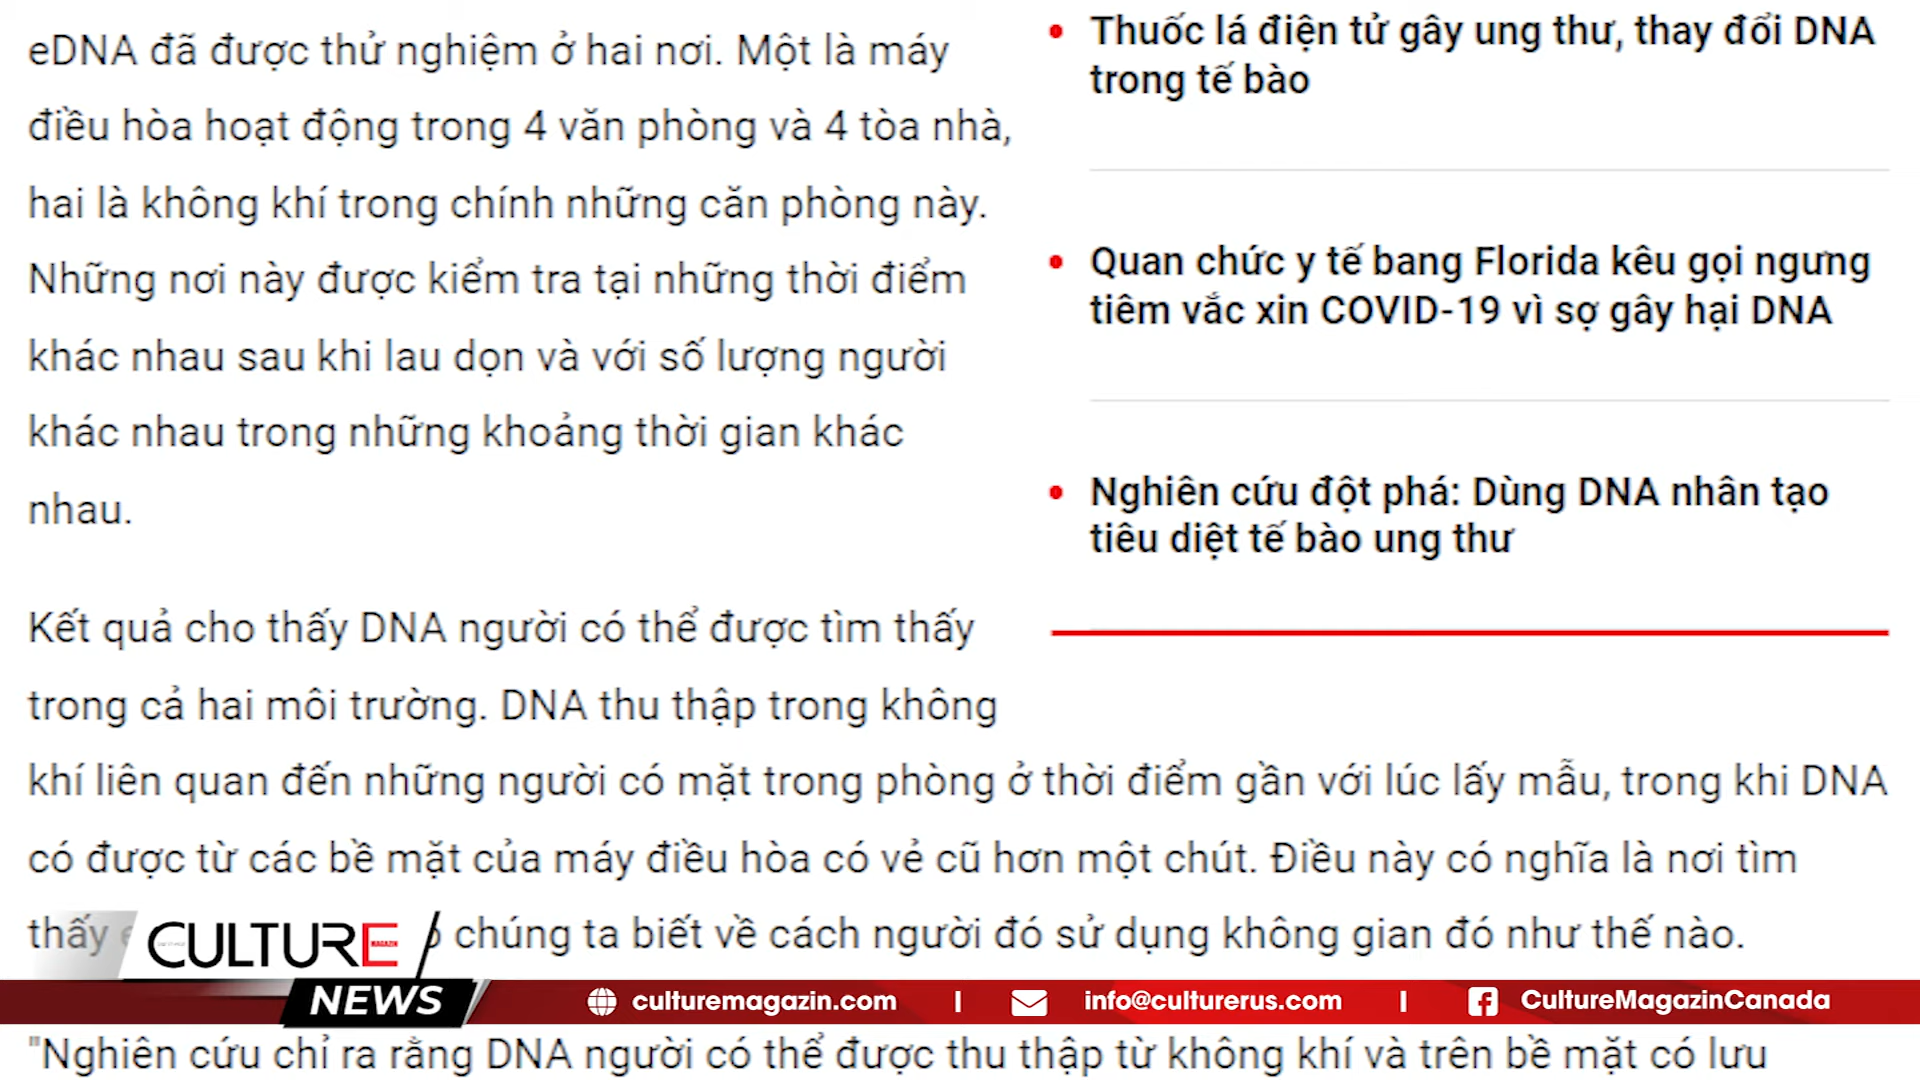 eDNA đã được thử nghiệm ở hai nơi. Một là máy
điều hòa hoạt động trong 4 văn phòng và 4 tòa nhà,
hai là không khí trong chính những căn phòng này.
Những nơi này được kiểm tra tại những thời điểm
khác nhau sau khi lau dọn và với số lượng người
khác nhau trong những khoảng thời gian khác
nhau.
Kết quả cho thấy DNA người có thể được tìm thấy
trong cả hai môi trường. DNA thu thập trong không
khí liên quan đến những người có mặt trong phòng ở thời điểm gần với lúc lấy mẫu, trong khi DNA
có được từ các bề mặt của máy điều hòa có vẻ cũ hơn một chút. Điều này có nghĩa là nơi tìm
thấy chúng ta biết về cách người đó sử dụng không gian đó như thế nào.
"Nghiên cứu chỉ ra rằng DNA người có thể được thu thập từ không khí và trên bề mặt có lưu
Thuốc lá điện tử gây ung thư, thay đổi DNA
trong tế bào
Quan chức y tế bang Florida kêu gọi ngưng
tiêm vắc xin COVID-19 vì sợ gây hại DNA
Nghiên cứu đột phá: Dùng DNA nhân tạo
tiêu diệt tế bào ung thư
CULTURE
MAGAZIN
NEWS
culturemagazin.com | info@culturerus.com | CultureMagazinCanada